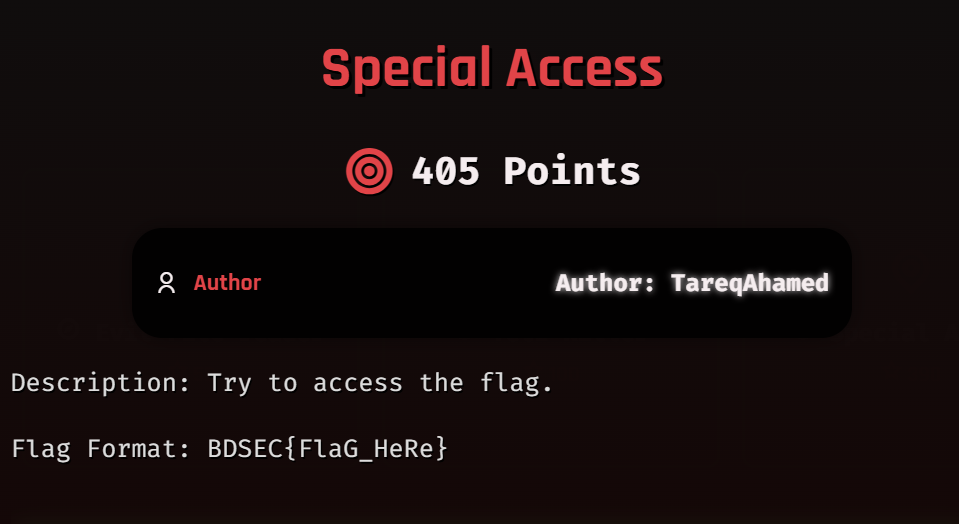 Special Access
405 Points
Author Author: TareqAhamed
Description: Try to access the flag.
Flag Format: BDSEC{FlaG_HeRe}